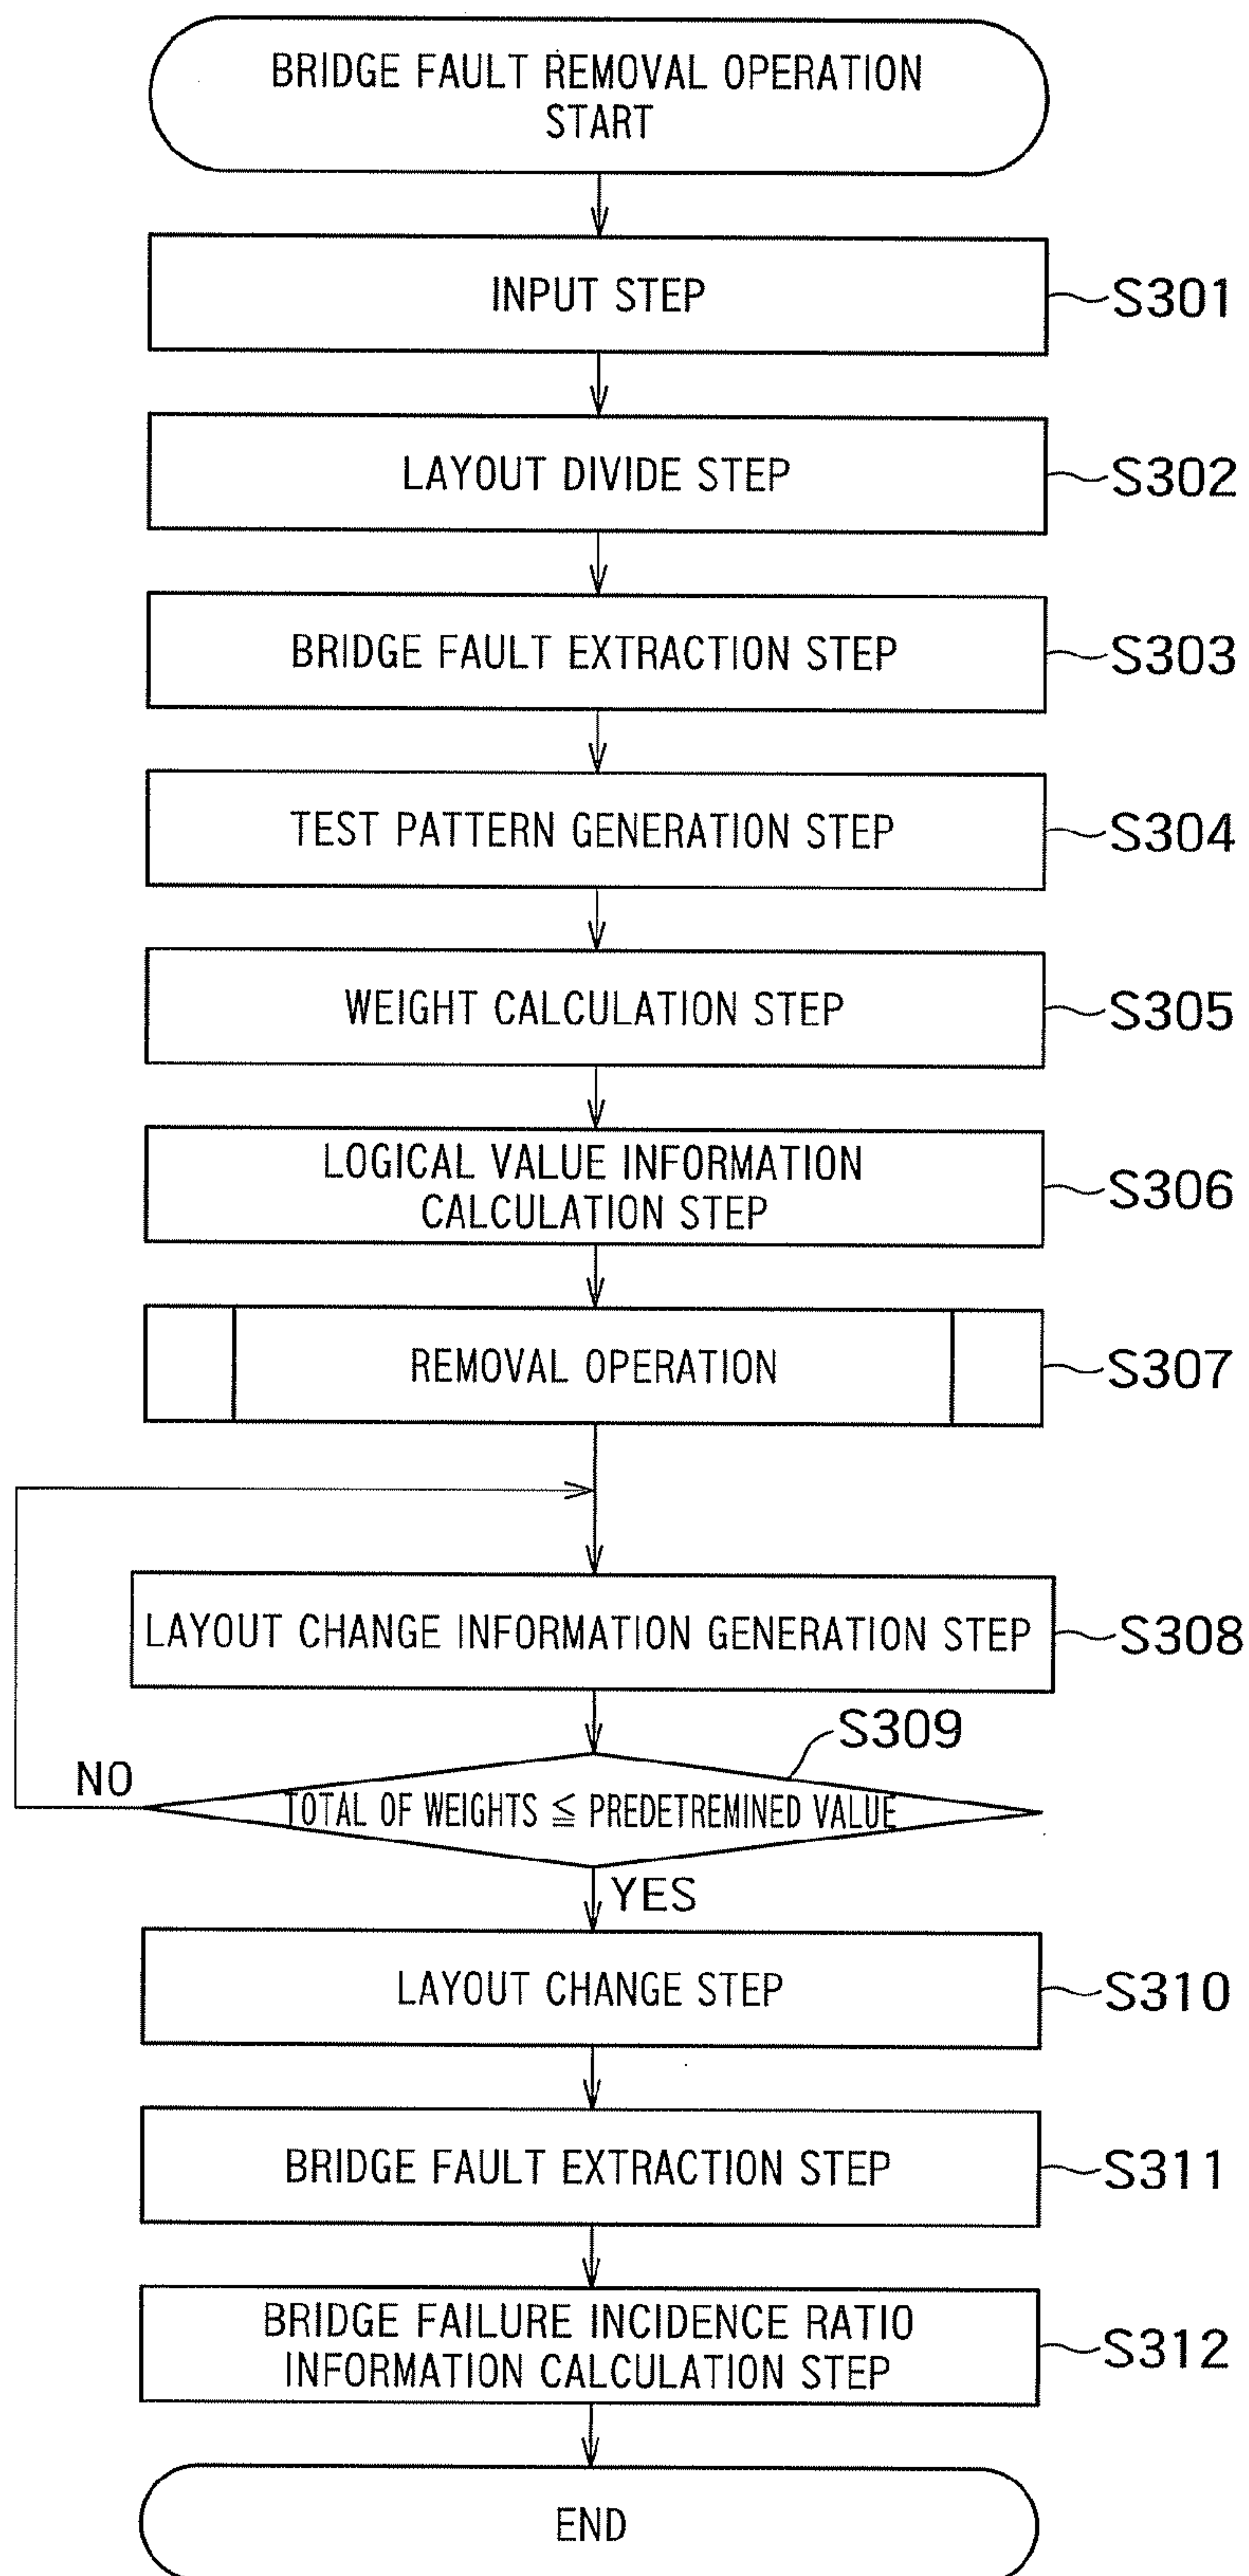 BRIDGE FAULT REMOVAL OPERATION
START
INPUT STEP
S301
LAYOUT DIVIDE STEP
S302
BRIDGE FAULT EXTRACTION STEP
S303
TEST PATTERN GENERATION STEP
S304
WEIGHT CALCULATION STEP
S305
LOGICAL VALUE INFORMATION
CALCULATION STEP
S306
REMOVAL OPERATION
S307
LAYOUT CHANGE INFORMATION GENERATION STEP
S308
S309
NO
TOTAL OF WEIGHTS ≦ PREDETREMINED VALUE
YES
LAYOUT CHANGE STEP
S310
BRIDGE FAULT EXTRACTION STEP
S311
BRIDGE FAILURE INCIDENCE RATIO
INFORMATION CALCULATION STEP
S312
END